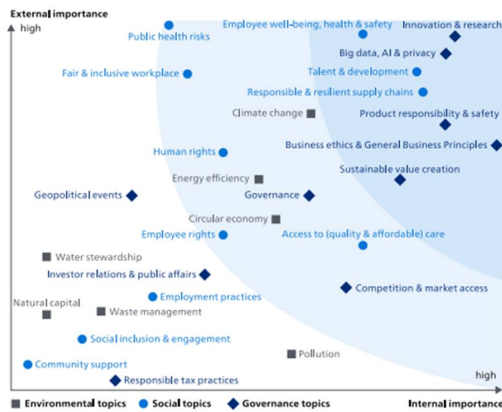 External importance
high
Public health risks
Employee well-being, health & safety
Innovation & research
Big data, AI & privacy
Fair & inclusive workplace
Talent & development
Responsible & resilient supply chains
Climate change
Product responsibility & safety
Business ethics & General Business Principles
Human rights
Sustainable value creation
Energy efficiency
Geopolitical events
Governance
Circular economy
Employee rights
Access to (quality & affordable) care
Water stewardship
Investor relations & public affairs
Competition & market access
Employment practices
Natural capital
Waste management
Social inclusion & engagement
Pollution
Community support
Responsible tax practices
high
Environmental topics
Social topics
Governance topics
Internal importance